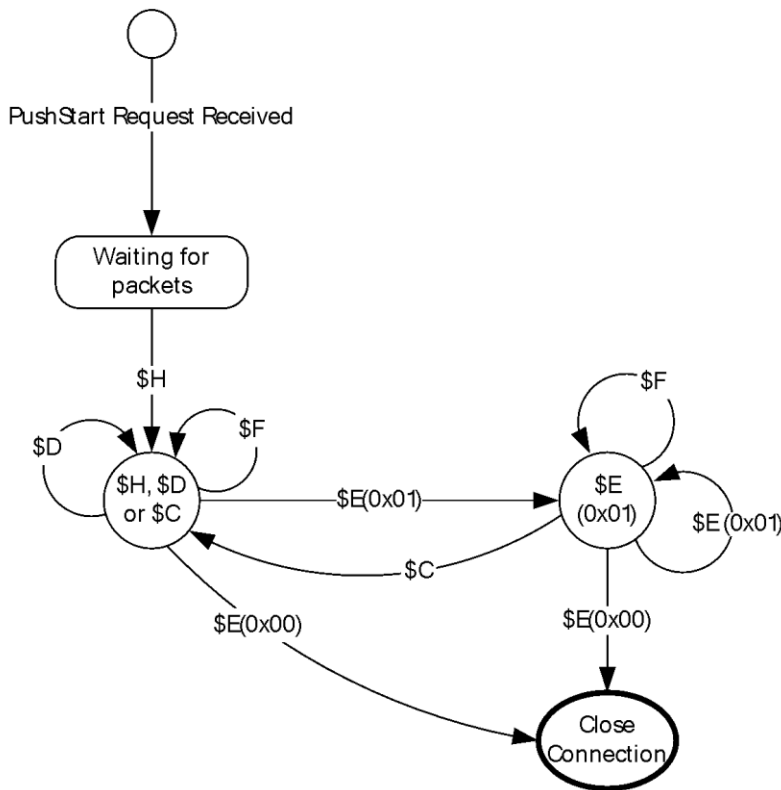 PushStart Request Received
Waiting for
packets
$H
$F
$D
$F
$H, $D
or $C
$E(0x01)
$E
(0x01)
$E(0x01)
$C
$E(0x00)
$E(0x00)
Close
Connection